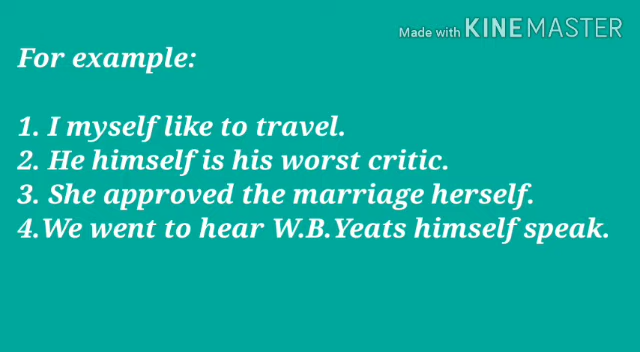 Made with KINEMASTER
For example:
1. I myself like to travel.
2. He himself is his worst critic.
3. She approved the marriage herself.
4.We went to hear W.B.Yeats himself speak.